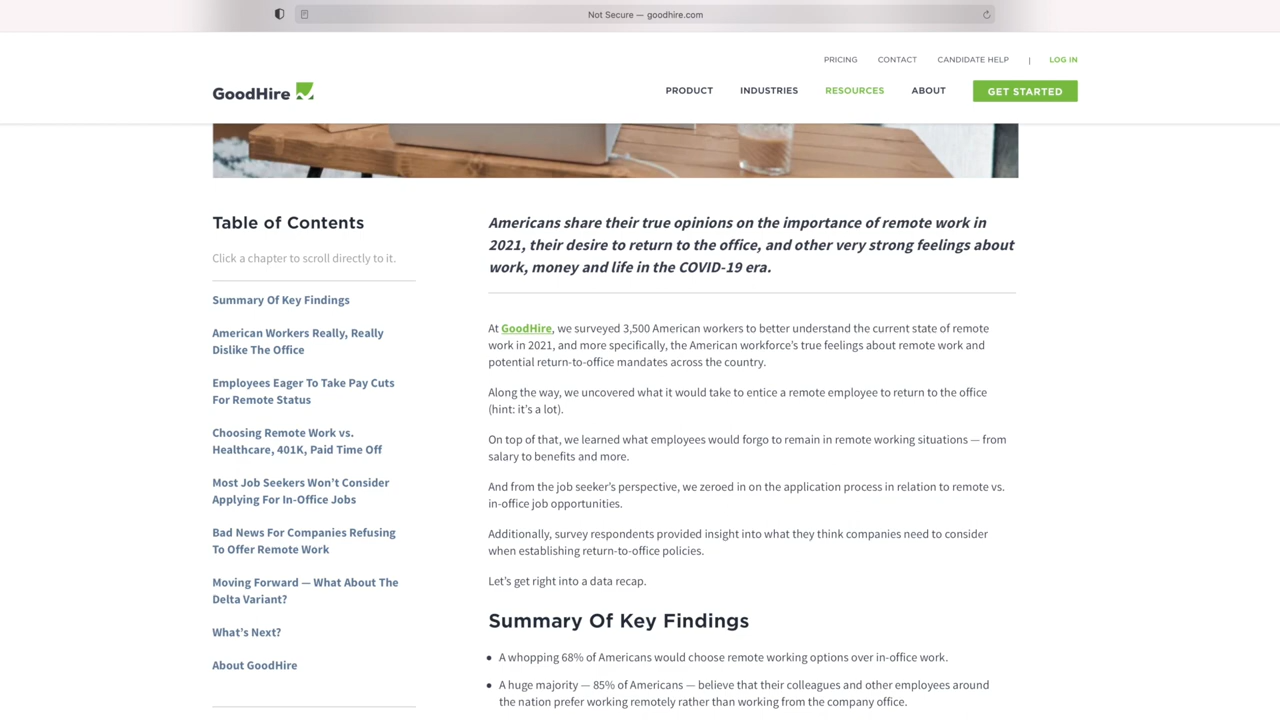 Not Secure — goodhire.com
PRICING CONTACT CANDIDATE HELP | LOG IN
GoodHire PRODUCT INDUSTRIES RESOURCES ABOUT GET STARTED
Table of Contents
Click a chapter to scroll directly to it.
Summary Of Key Findings
American Workers Really, Really
Dislike The Office
Employees Eager To Take Pay Cuts
For Remote Status
Choosing Remote Work vs.
Healthcare, 401K, Paid Time Off
Most Job Seekers Won’t Consider
Applying For In-Office Jobs
Bad News For Companies Refusing
To Offer Remote Work
Moving Forward — What About The
Delta Variant?
What’s Next?
About GoodHire
Americans share their true opinions on the importance of remote work in
2021, their desire to return to the office, and other very strong feelings about
work, money and life in the COVID-19 era.
At GoodHire, we surveyed 3,500 American workers to better understand the current state of remote
work in 2021, and more specifically, the American workforce’s true feelings about remote work and
potential return-to-office mandates across the country.
Along the way, we uncovered what it would take to entice a remote employee to return to the office
(hint: it’s a lot).
On top of that, we learned what employees would forgo to remain in remote working situations — from
salary to benefits and more.
And from the job seeker’s perspective, we zeroed in on the application process in relation to remote vs.
in-office job opportunities.
Additionally, survey respondents provided insight into what they think companies need to consider
when establishing return-to-office policies.
Let’s get right into a data recap.
Summary Of Key Findings
• A whopping 68% of Americans would choose remote working options over in-office work.
• A huge majority — 85% of Americans — believe that their colleagues and other employees around
the nation prefer working remotely rather than working from the company office.